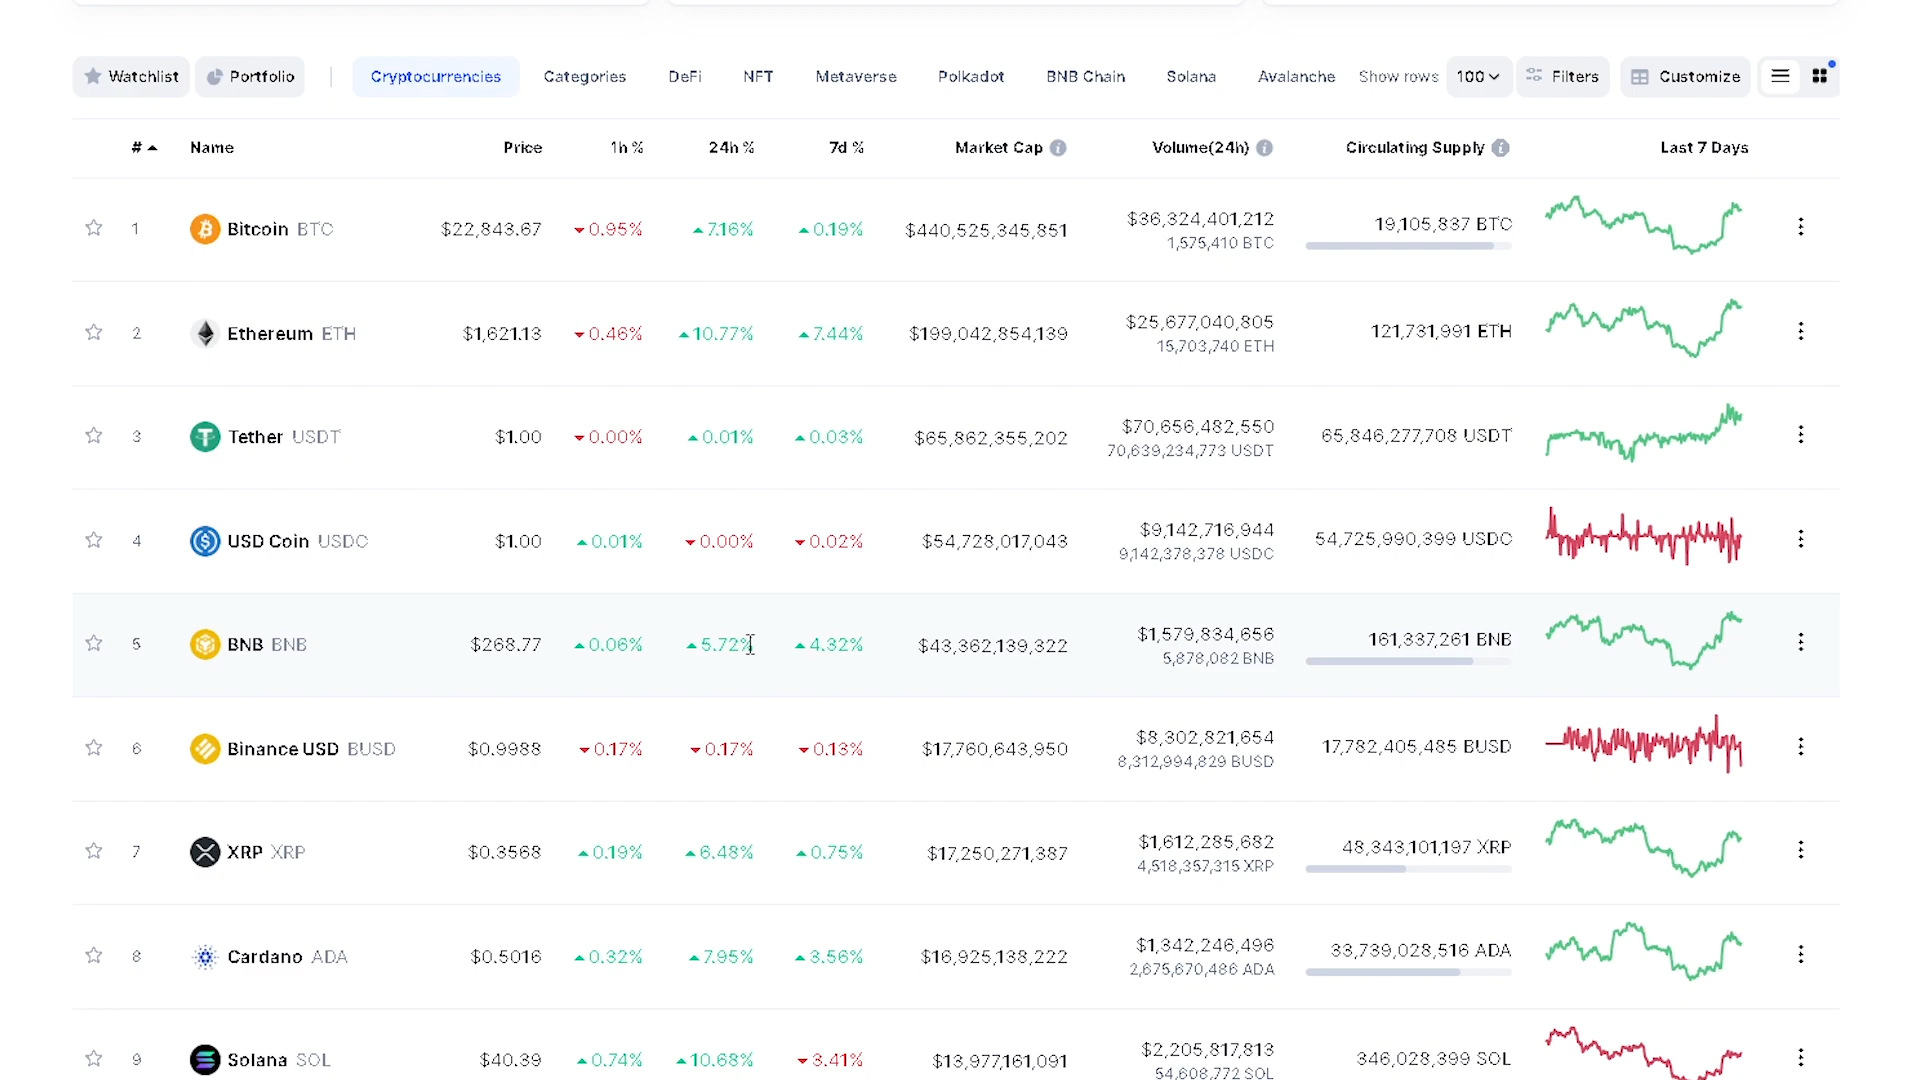 Watchlist Portfolio Cryptocurrencies Categories DeFi NFT Metaverse Polkadot BNB Chain Solana Avalanche Show rows 100 Filters Customize
# Name Price 1h % 24h % 7d % Market Cap Volume(24h) Circulating Supply Last 7 Days
1 Bitcoin BTC $22,843.67 0.95% 7.16% 0.19% $440,525,345,851 $36,324,401,212 19,105,837 BTC
1,575,410 BTC
2 Ethereum ETH $1,621.13 0.46% 10.77% 7.44% $199,042,854,139 $25,677,040,805 121,731,991 ETH
15,703,740 ETH
3 Tether USDT $1.00 0.00% 0.01% 0.03% $65,862,355,202 $70,656,482,550 65,846,277,708 USDT
70,639,234,773 USDT
4 USD Coin USDC $1.00 0.01% 0.00% 0.02% $54,728,017,043 $9,142,716,944 54,725,990,399 USDC
9,142,378,378 USDC
5 BNB BNB $268.77 0.06% 5.72% 4.32% $43,362,139,322 $1,579,834,656 161,337,261 BNB
5,878,082 BNB
6 Binance USD BUSD $0.9988 0.17% 0.17% 0.13% $17,760,643,950 $8,302,821,654 17,782,405,485 BUSD
8,312,994,829 BUSD
7 XRP XRP $0.3568 0.19% 6.48% 0.75% $17,250,271,387 $1,612,285,682 48,343,101,197 XRP
4,518,357,315 XRP
8 Cardano ADA $0.5016 0.32% 7.95% 3.56% $16,925,138,222 $1,342,246,496 33,739,028,516 ADA
2,675,670,486 ADA
9 Solana SOL $40.39 0.74% 10.68% 3.41% $13,977,161,091 $2,205,817,813 346,028,399 SOL
54,608,772 SOL